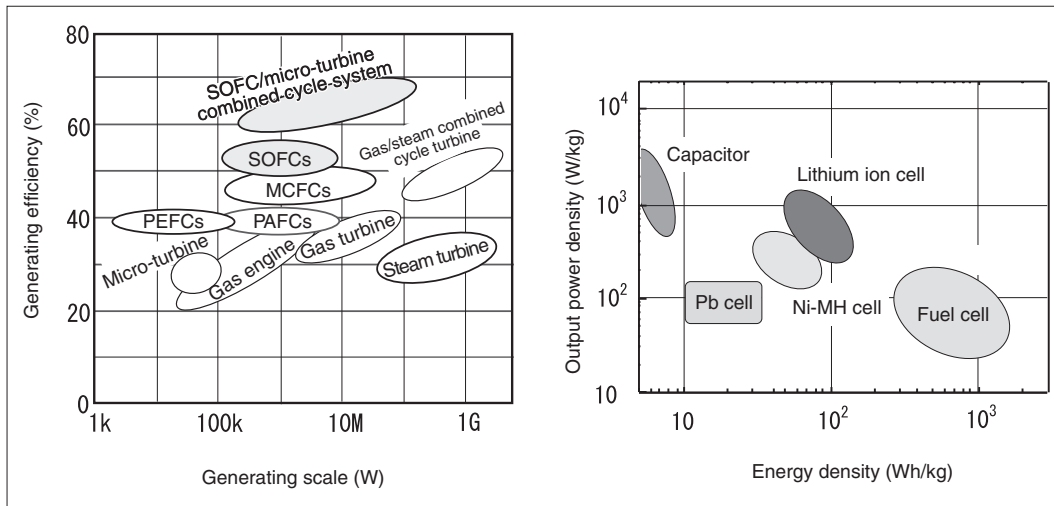 80
60
40
20
0
Generating efficiency (%)
SOFC/micro-turbine
combined-cycle-system
Gas/steam combined
cycle turbine
SOFCs
MCFCs
PEFCs
PAFCs
Micro-turbine
Gas engine
Gas turbine
Steam turbine
1k
100k
10M
1G
Generating scale (W)
10⁴
10³
10²
10
Output power density (W/kg)
Capacitor
Lithium ion cell
Pb cell
Ni-MH cell
Fuel cell
10
10²
10³
Energy density (Wh/kg)